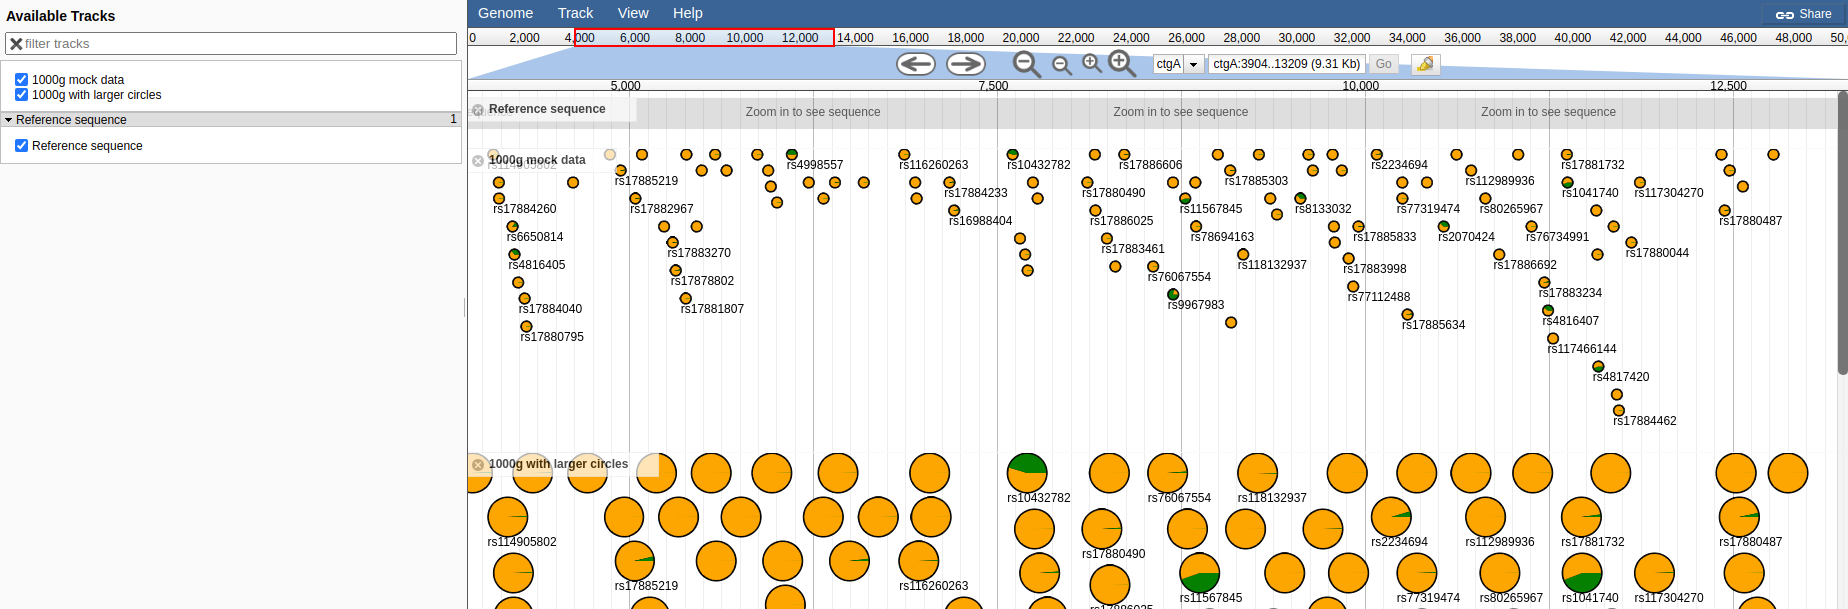 Available Tracks
filter tracks
1000g mock data
1000g with larger circles
Reference sequence 1
Reference sequence
Genome Track View Help Share
0 2,000 4,000 6,000 8,000 10,000 12,000 14,000 16,000 18,000 20,000 22,000 24,000 26,000 28,000 30,000 32,000 34,000 36,000 38,000 40,000 42,000 44,000 46,000 48,000 50,
ctgA ctgA:3904..13209 (9.31 Kb) Go
5,000 7,500 10,000 12,500
Reference sequence Zoom in to see sequence Zoom in to see sequence Zoom in to see sequence
1000g mock data
rs114905802 rs4998557 rs116260263 rs10432782 rs17886606 rs2234694 rs17881732
rs17885219 rs17885303 rs112989936
rs17884233 rs17880490 rs1041740 rs117304270
rs17884260 rs17882967 rs11567845 rs8133032 rs77319474 rs80265967
rs16988404 rs17886025 rs17880487
rs6650814 rs78694163 rs17885833 rs2070424 rs76734991
rs17883270 rs17883461 rs17880044
rs4816405 rs118132937 rs17886692
rs17883998
rs17878802 rs76067554
rs17883234
rs77112488
rs17884040 rs17881807 rs9967983
rs4816407
rs17885634
rs17880795
rs117466144
rs4817420
rs17884462
1000g with larger circles
rs10432782 rs76067554 rs118132937
rs114905802 rs2234694 rs112989936 rs17881732 rs17880487
rs17880490
rs17885219 rs116260263
rs11567845 rs77319474 rs80265967 rs1041740 rs117304270
rs17886025